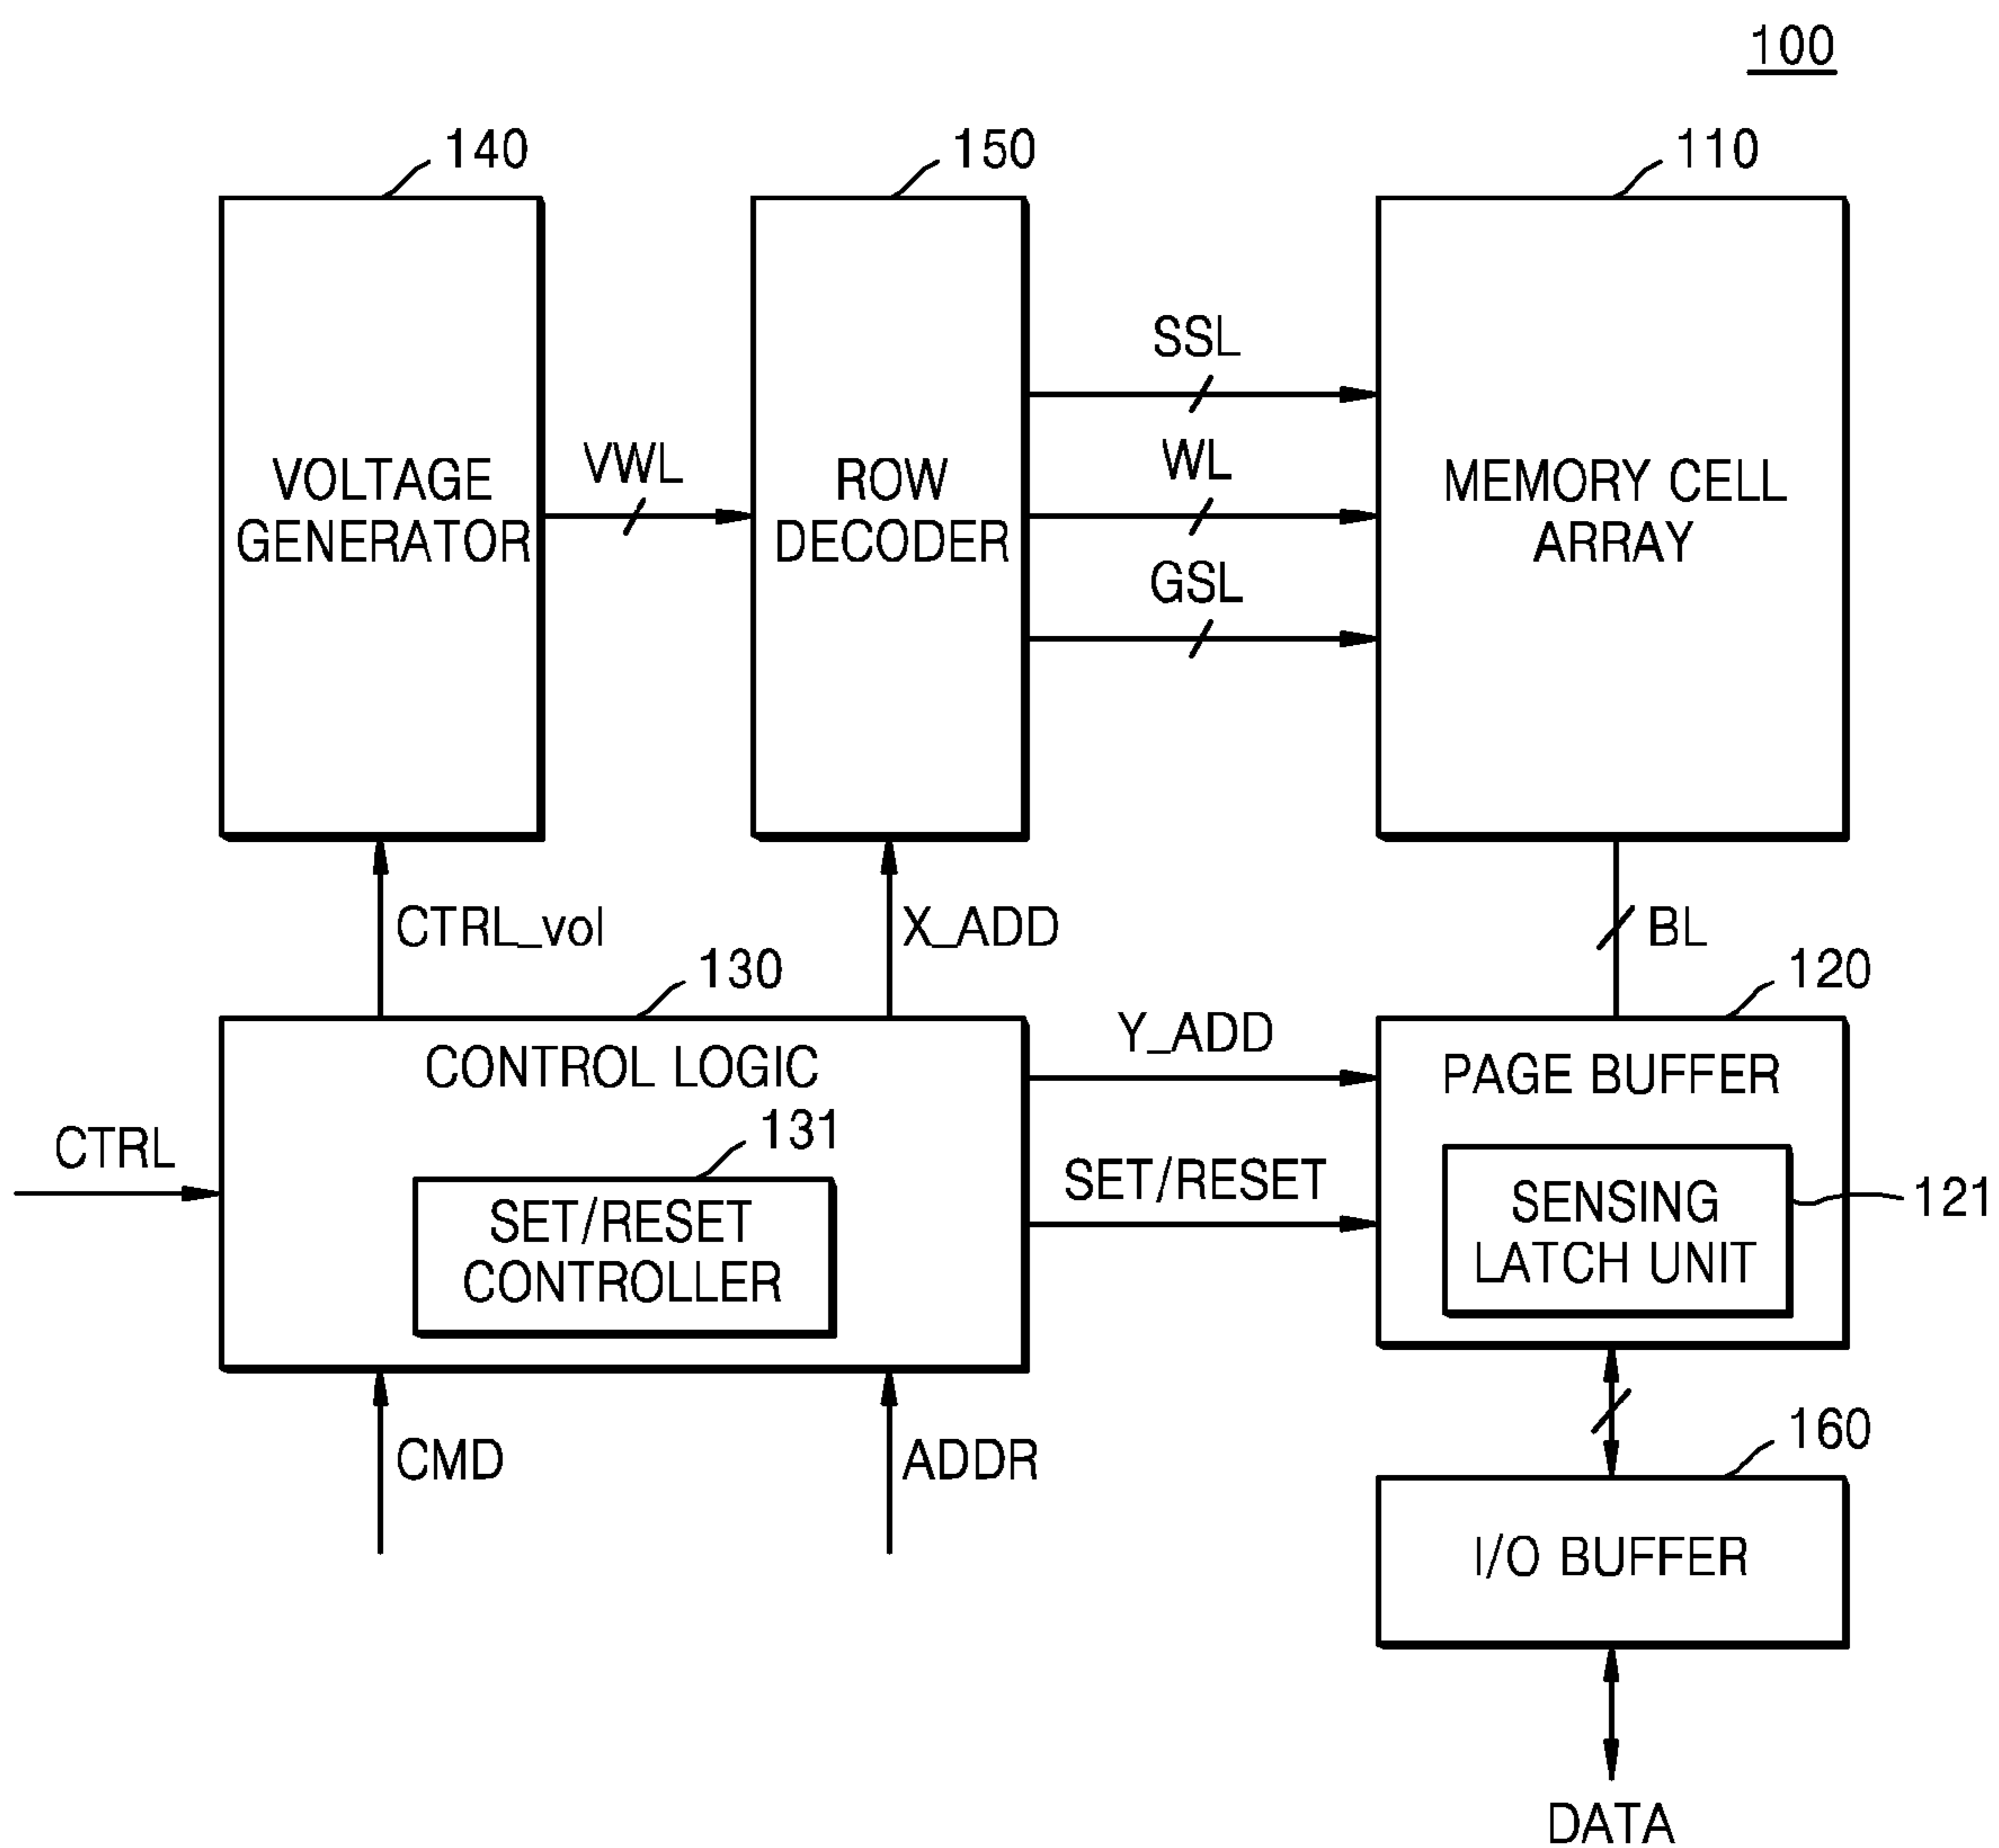 100
140
150
110
VOLTAGE
GENERATOR
VWL
ROW
DECODER
SSL
WL
GSL
MEMORY CELL
ARRAY
CTRL_vol
X_ADD
BL
130
120
CONTROL LOGIC
Y_ADD
PAGE BUFFER
CTRL
131
SET/RESET
CONTROLLER
SET/RESET
SENSING
LATCH UNIT
121
CMD
ADDR
160
I/O BUFFER
DATA